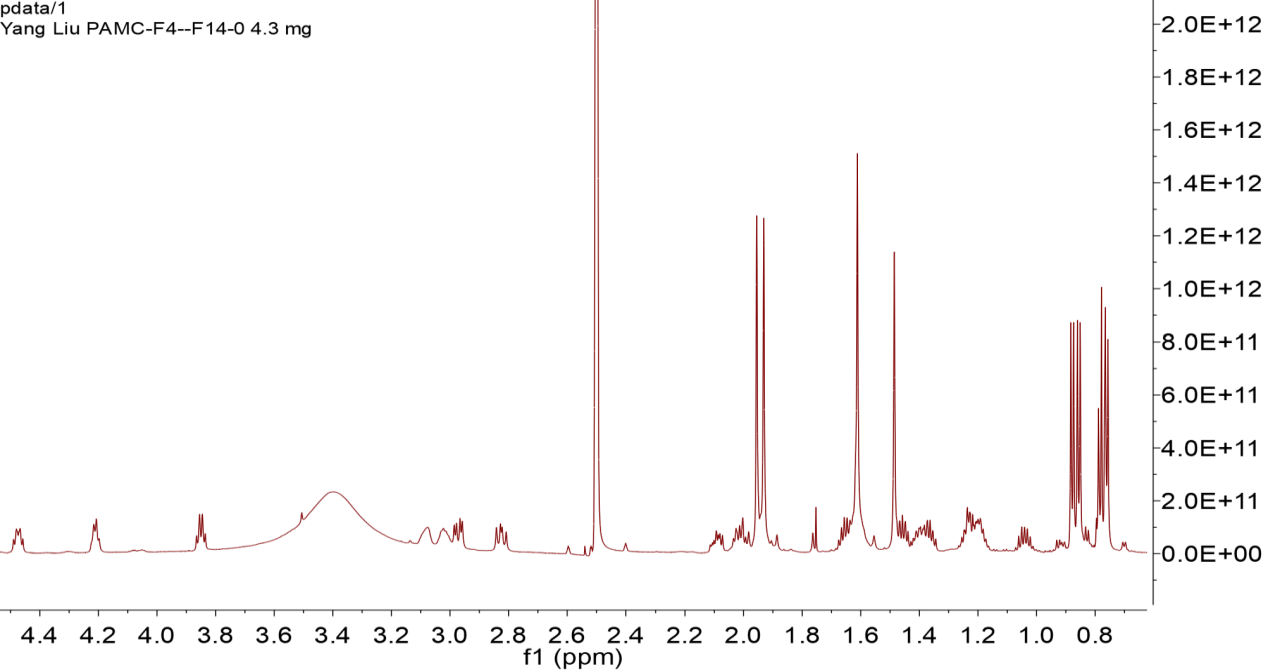 pdata/1
Yang Liu PAMC-F4--F14-0 4.3 mg
2.0E+12
1.8E+12
1.6E+12
1.4E+12
1.2E+12
1.0E+12
8.0E+11
6.0E+11
4.0E+11
2.0E+11
0.0E+00
4.4 4.2 4.0 3.8 3.6 3.4 3.2 3.0 2.8 2.6 2.4 2.2 2.0 1.8 1.6 1.4 1.2 1.0 0.8
f1 (ppm)